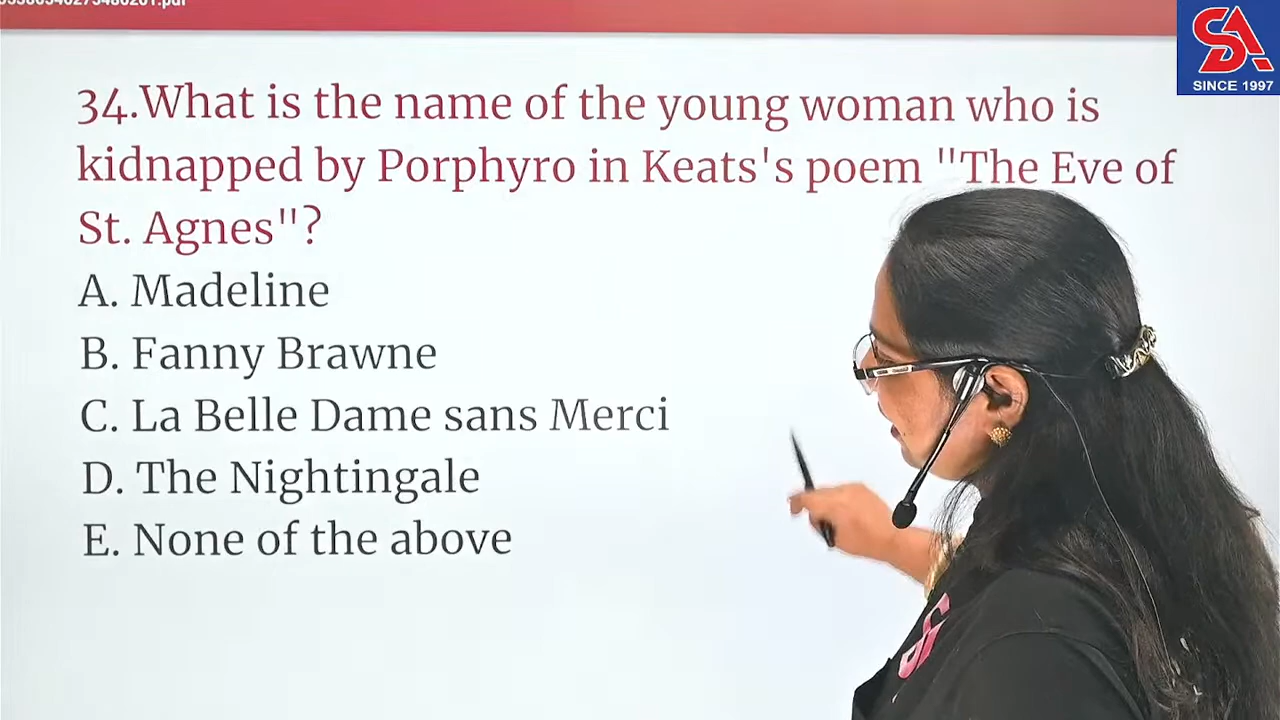 SINCE 1997
34.What is the name of the young woman who is
kidnapped by Porphyro in Keats's poem "The Eve of
St. Agnes"?
A. Madeline
B. Fanny Brawne
C. La Belle Dame sans Merci
D. The Nightingale
E. None of the above